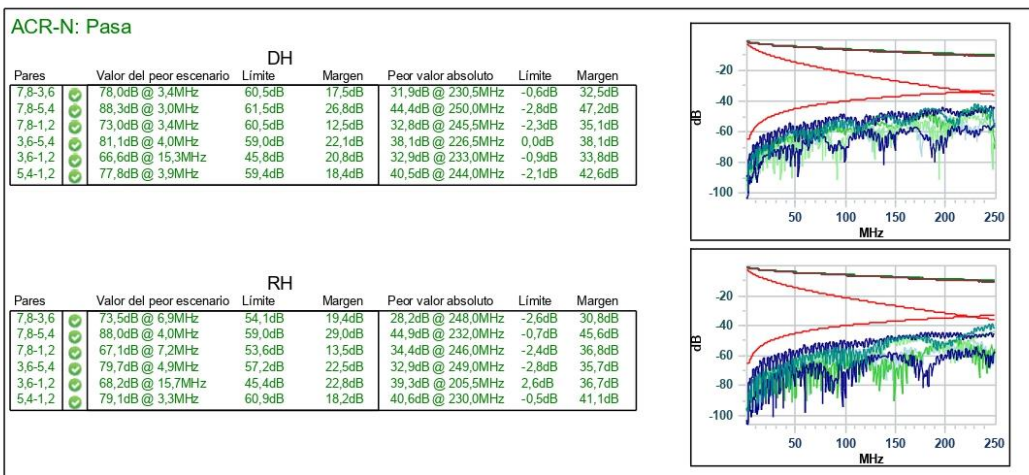 ACR-N: Pasa
DH
Pares Valor del peor escenario Límite Margen Peor valor absoluto Límite Margen
7,8-3,6 78,0dB @ 3,4MHz 60,5dB 17,5dB 31,9dB @ 230,5MHz -0,6dB 32,5dB
7,8-5,4 88,3dB @ 3,0MHz 61,5dB 26,8dB 44,4dB @ 250,0MHz -2,8dB 47,2dB
7,8-1,2 73,0dB @ 3,4MHz 60,5dB 12,5dB 32,8dB @ 245,5MHz -2,3dB 35,1dB
3,6-5,4 81,1dB @ 4,0MHz 59,0dB 22,1dB 38,1dB @ 226,5MHz 0,0dB 38,1dB
3,6-1,2 66,6dB @ 15,3MHz 45,8dB 20,8dB 32,9dB @ 233,0MHz -0,9dB 33,8dB
5,4-1,2 77,8dB @ 3,9MHz 59,4dB 18,4dB 40,5dB @ 244,0MHz -2,1dB 42,6dB
-20
-40
-60
-80
-100
dB
50 100 150 200 250
MHz
RH
Pares Valor del peor escenario Límite Margen Peor valor absoluto Límite Margen
7,8-3,6 73,5dB @ 6,9MHz 54,1dB 19,4dB 28,2dB @ 248,0MHz -2,6dB 30,8dB
7,8-5,4 88,0dB @ 4,0MHz 59,0dB 29,0dB 44,9dB @ 232,0MHz -0,7dB 45,6dB
7,8-1,2 67,1dB @ 7,2MHz 53,6dB 13,5dB 34,4dB @ 246,0MHz -2,4dB 36,8dB
3,6-5,4 79,7dB @ 4,9MHz 57,2dB 22,5dB 32,9dB @ 249,0MHz -2,8dB 35,7dB
3,6-1,2 68,2dB @ 15,7MHz 45,4dB 22,8dB 39,3dB @ 205,5MHz 2,6dB 36,7dB
5,4-1,2 79,1dB @ 3,3MHz 60,9dB 18,2dB 40,6dB @ 230,0MHz -0,5dB 41,1dB
-20
-40
-60
-80
-100
dB
50 100 150 200 250
MHz